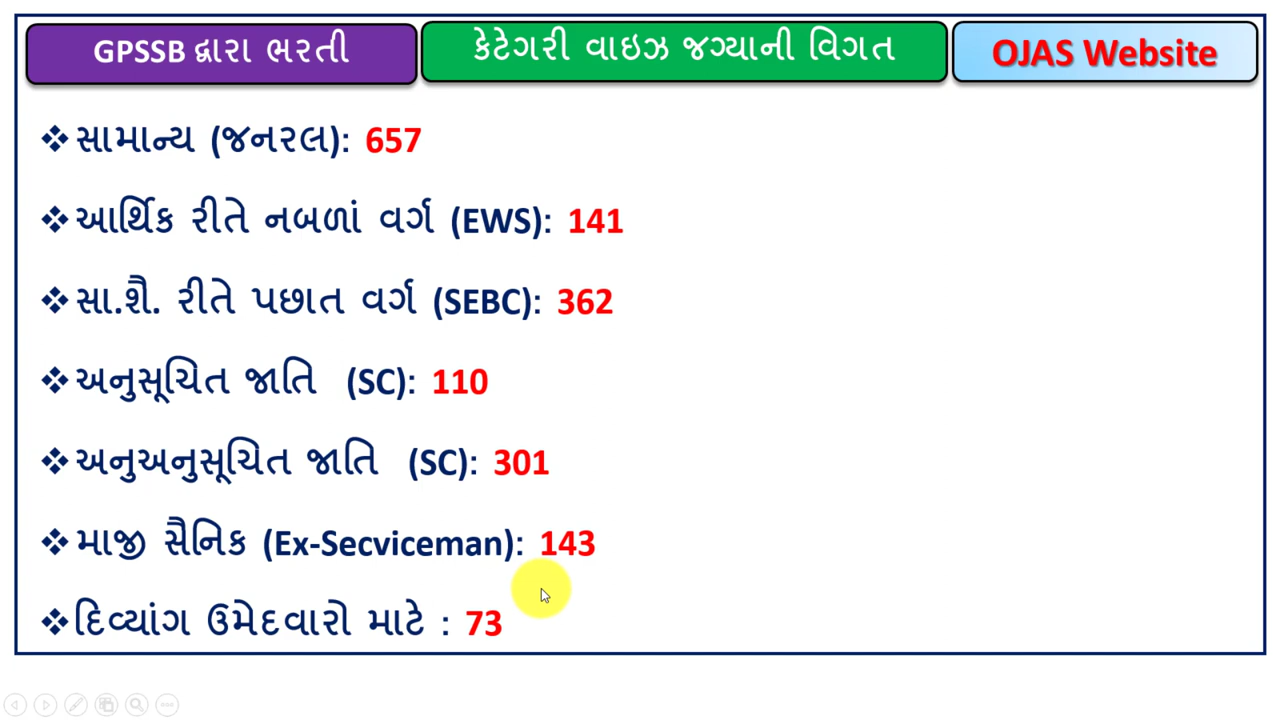 GPSSB દ્વારા ભરતી
કેટેગરી વાઇઝ જગ્યાની વિગત
OJAS Website
❖સામાન્ય (જનરલ): 657
❖આર્થિક રીતે નબળાં વર્ગ (EWS): 141
❖સા.શૈ. રીતે પછાત વર્ગ (SEBC): 362
❖અનુસૂચિત જાતિ (SC): 110
❖અનુઅનુસૂચિત જાતિ (SC): 301
❖માજી સૈનિક (Ex-Secviceman): 143
❖દિવ્યાંગ ઉમેદવારો માટે : 73